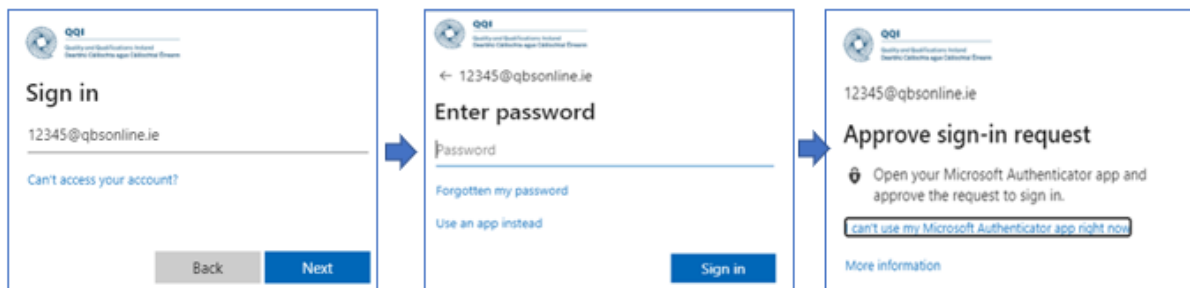 QQI
Quality and Qualifications Ireland
Dearbhú Cáilíochta agus Cáilíochtaí Éireann
Sign in
12345@qbsonline.ie
Can't access your account?
Back
Next
QQI
Quality and Qualifications Ireland
Dearbhú Cáilíochta agus Cáilíochtaí Éireann
← 12345@qbsonline.ie
Enter password
Password
Forgotten my password
Use an app instead
Sign in
QQI
Quality and Qualifications Ireland
Dearbhú Cáilíochta agus Cáilíochtaí Éireann
12345@qbsonline.ie
Approve sign-in request
Open your Microsoft Authenticator app and
approve the request to sign in.
I can't use my Microsoft Authenticator app right now
More information